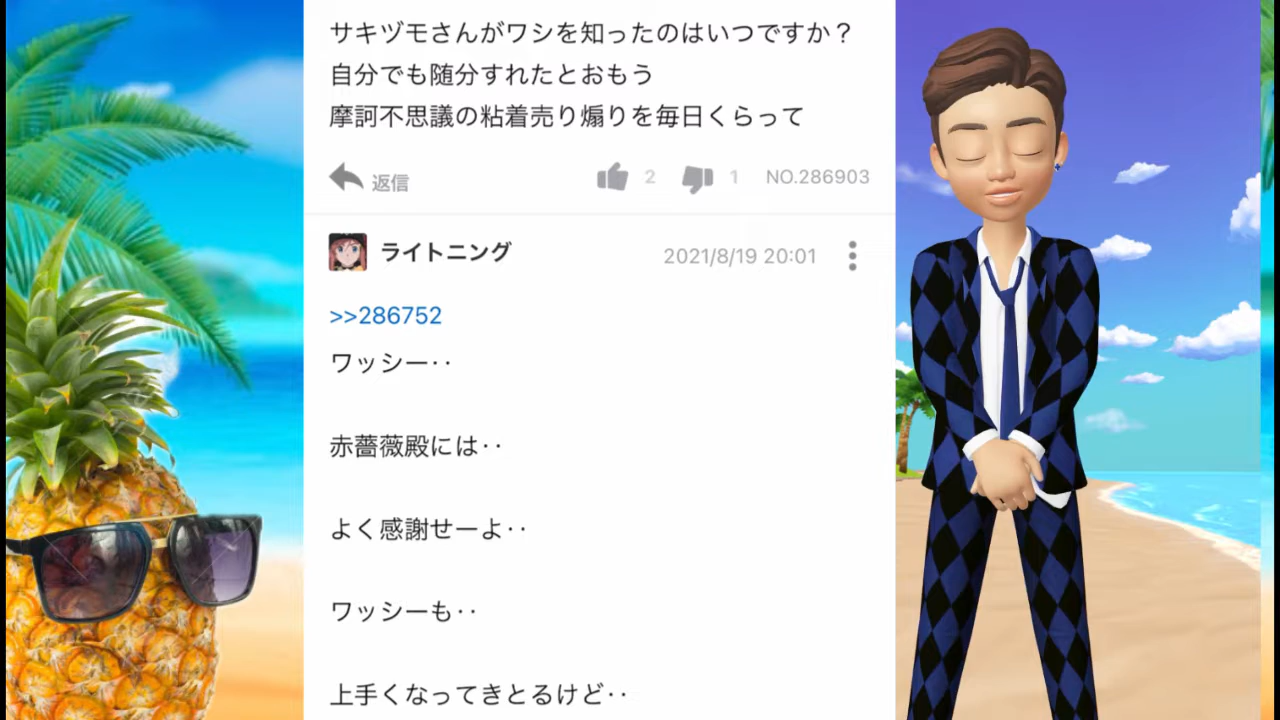 サキヅモさんがワシを知ったのはいつですか？
自分でも随分すれたとおもう
摩訶不思議の粘着売り煽りを毎日くらって
返信
2
1
NO.286903
ライトニング
2021/8/19 20:01
>>286752
ワッシー‥
赤薔薇殿には‥
よく感謝せーよ‥
ワッシーも‥
上手くなってきとるけど‥